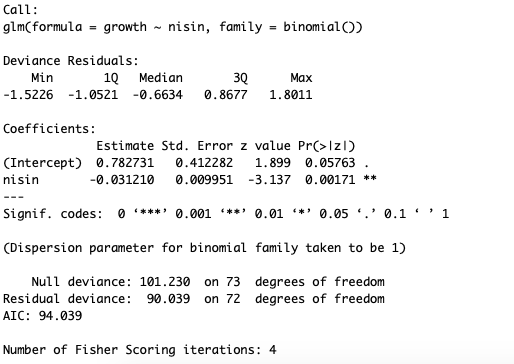 Call:
glm(formula = growth ~ nisin, family = binomial())
Deviance Residuals:
Min 1Q Median 3Q Max
-1.5226 -1.0521 -0.6634 0.8677 1.8011
Coefficients:
Estimate Std. Error z value Pr(>|z|)
(Intercept) 0.782731 0.412282 1.899 0.05763 .
nisin -0.031210 0.009951 -3.137 0.00171 **
---
Signif. codes: 0 ‘***’ 0.001 ‘**’ 0.01 ‘*’ 0.05 ‘.’ 0.1 ‘ ’ 1
(Dispersion parameter for binomial family taken to be 1)
Null deviance: 101.230 on 73 degrees of freedom
Residual deviance: 90.039 on 72 degrees of freedom
AIC: 94.039
Number of Fisher Scoring iterations: 4